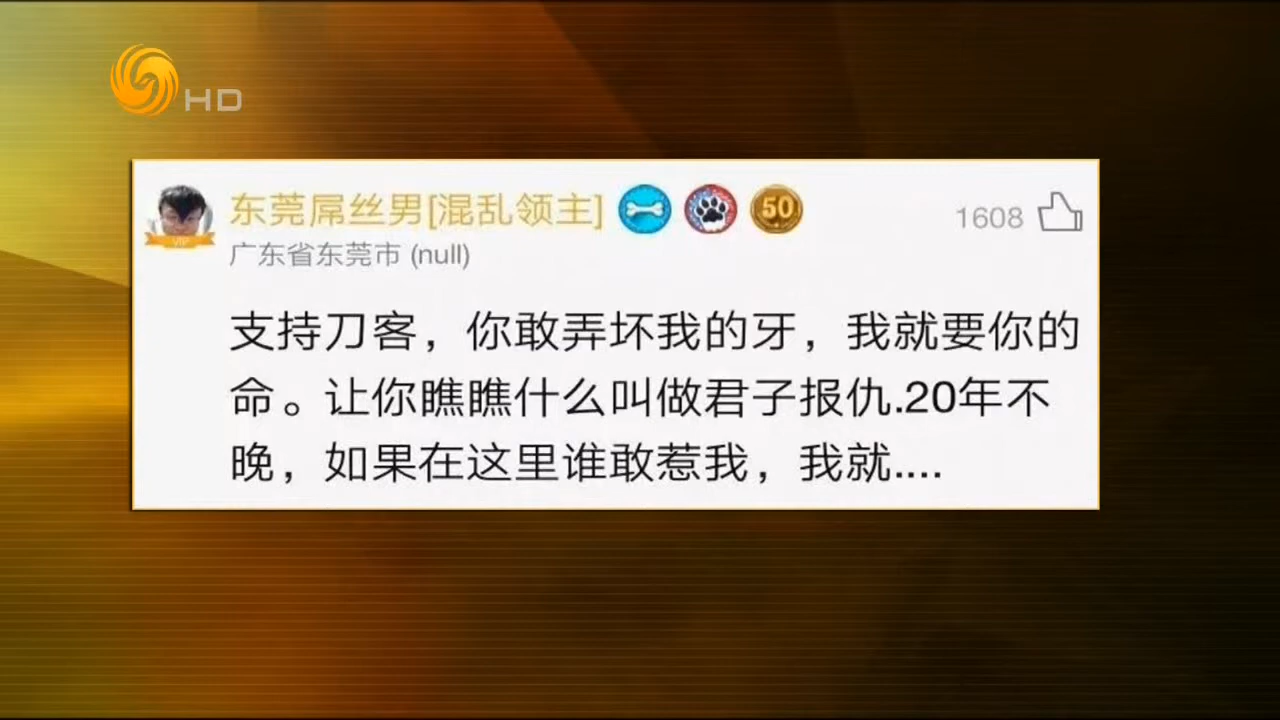 HD
东莞屌丝男[混乱领主]
50
1608
VIP
广东省东莞市 (null)
支持刀客，你敢弄坏我的牙，我就要你的
命。让你瞧瞧什么叫做君子报仇.20年不
晚，如果在这里谁敢惹我，我就....